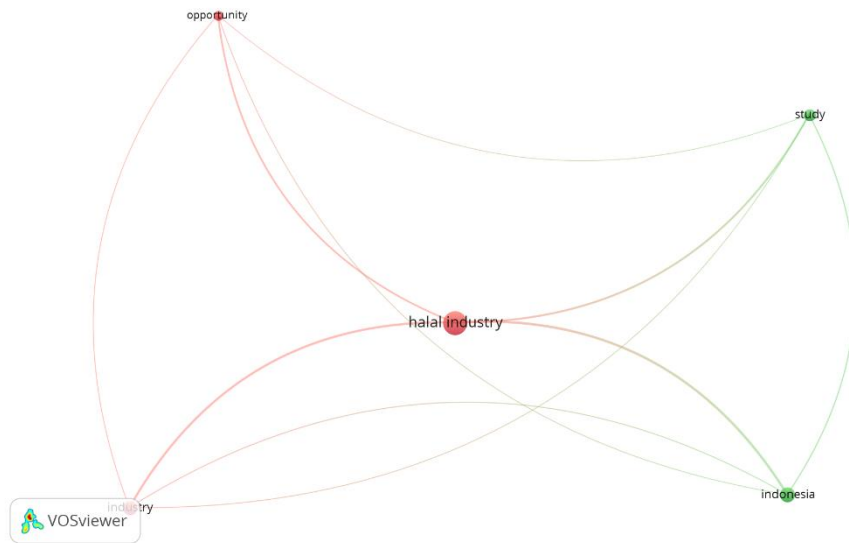 opportunity
study
halal industry
indonesia
industry
VOSviewer